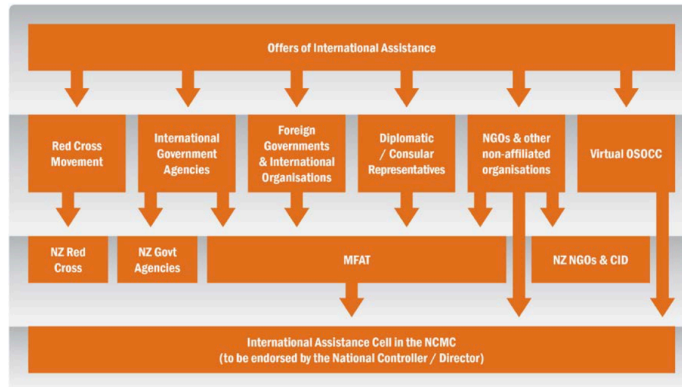 Offers of International Assistance
Red Cross
Movement
International
Government
Agencies
Foreign
Governments
& International
Organisations
Diplomatic
/ Consular
Representatives
NGOs & other
non-affiliated
organisations
Virtual OSOCC
NZ Red
Cross
NZ Govt
Agencies
MFAT
NZ NGOs & CID
International Assistance Cell in the NCMC
(to be endorsed by the National Controller / Director)